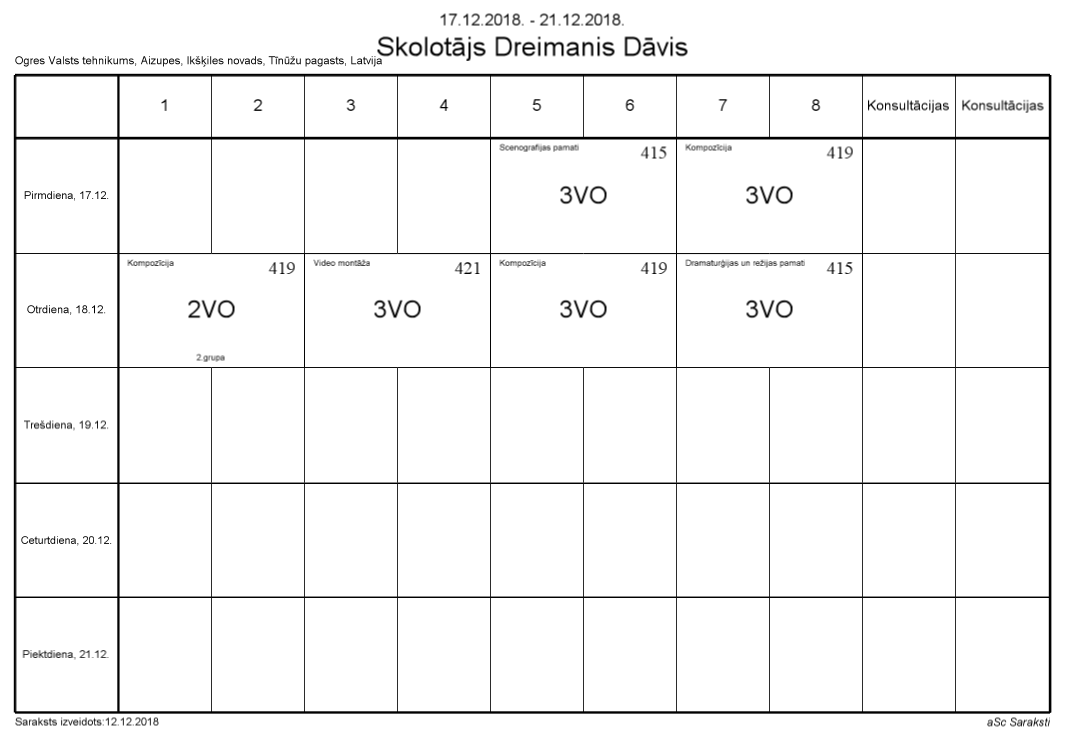 17.12.2018. - 21.12.2018.
Skolotājs Dreimanis Dāvis
Ogres Valsts tehnikums, Aizupes, Ikšķiles novads, Tīnūžu pagasts, Latvija
1 2 3 4 5 6 7 8 Konsultācijas Konsultācijas
Pirmdiena, 17.12.
Scenogrāfijas pamati 415
3VO
Kompozīcija 419
3VO
Otrdiena, 18.12.
Kompozīcija 419
2VO
2.grupa
Video montāža 421
3VO
Kompozīcija 419
3VO
Dramaturģijas un režijas pamati 415
3VO
Trešdiena, 19.12.
Ceturtdiena, 20.12.
Piektdiena, 21.12.
Saraksts izveidots:12.12.2018
aSc Saraksti